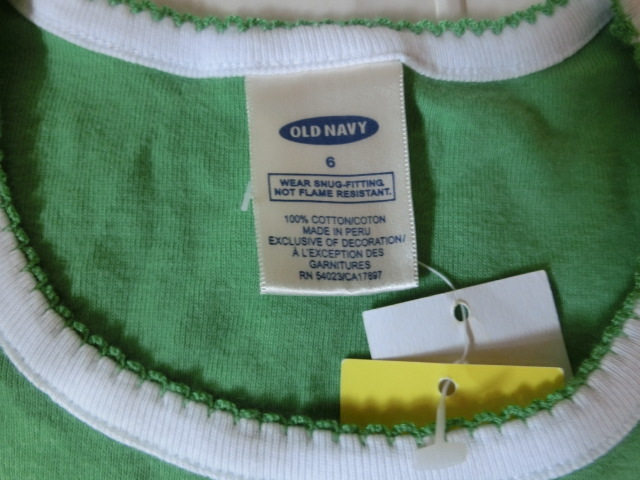 OLD NAVY
6
WEAR SNUG-FITTING
NOT FLAME RESISTANT.
100% COTTON/COTON
MADE IN PERU
EXCLUSIVE OF DECORATION/
À L'EXCEPTION DES
GARNITURES
RN 54023/CA17897